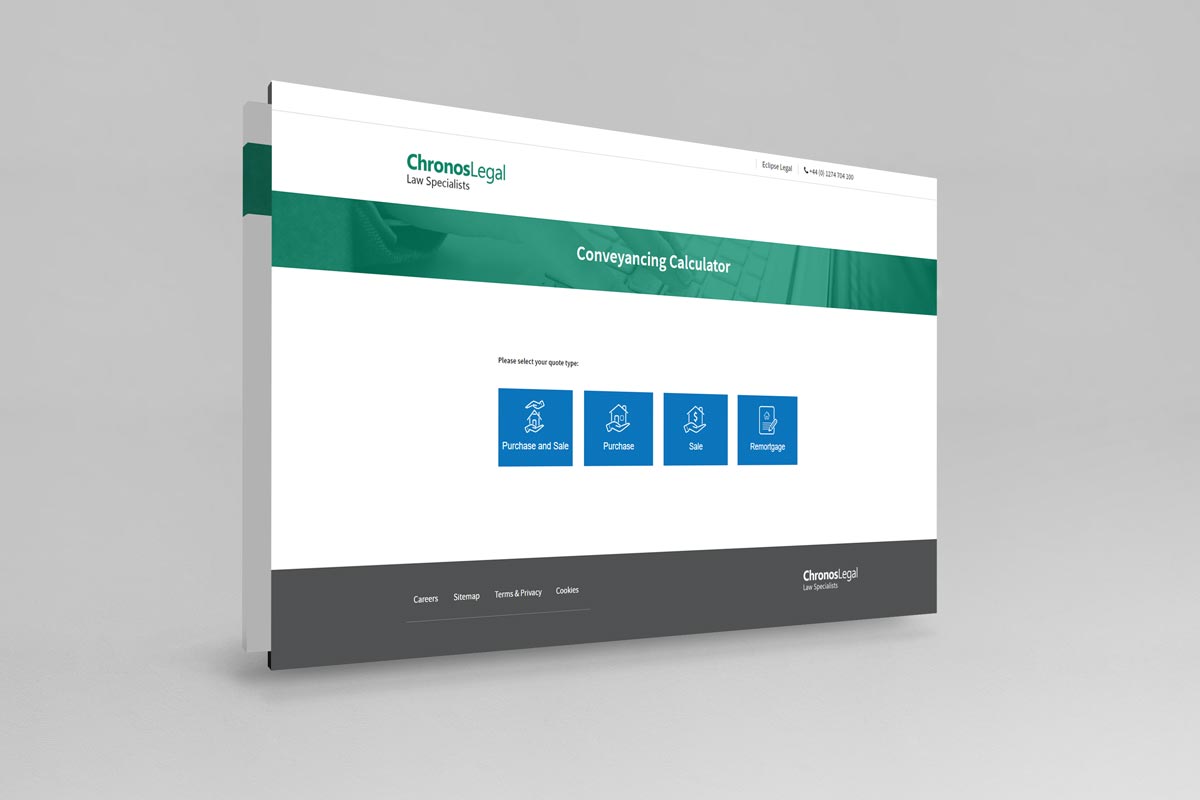 ChronosLegal
Law Specialists
Eclipse Legal
+44 (0) 1274 704 100
Conveyancing Calculator
Please select your quote type:
Purchase and Sale
Purchase
Sale
Remortgage
Careers
Sitemap
Terms & Privacy
Cookies
ChronosLegal
Law Specialists